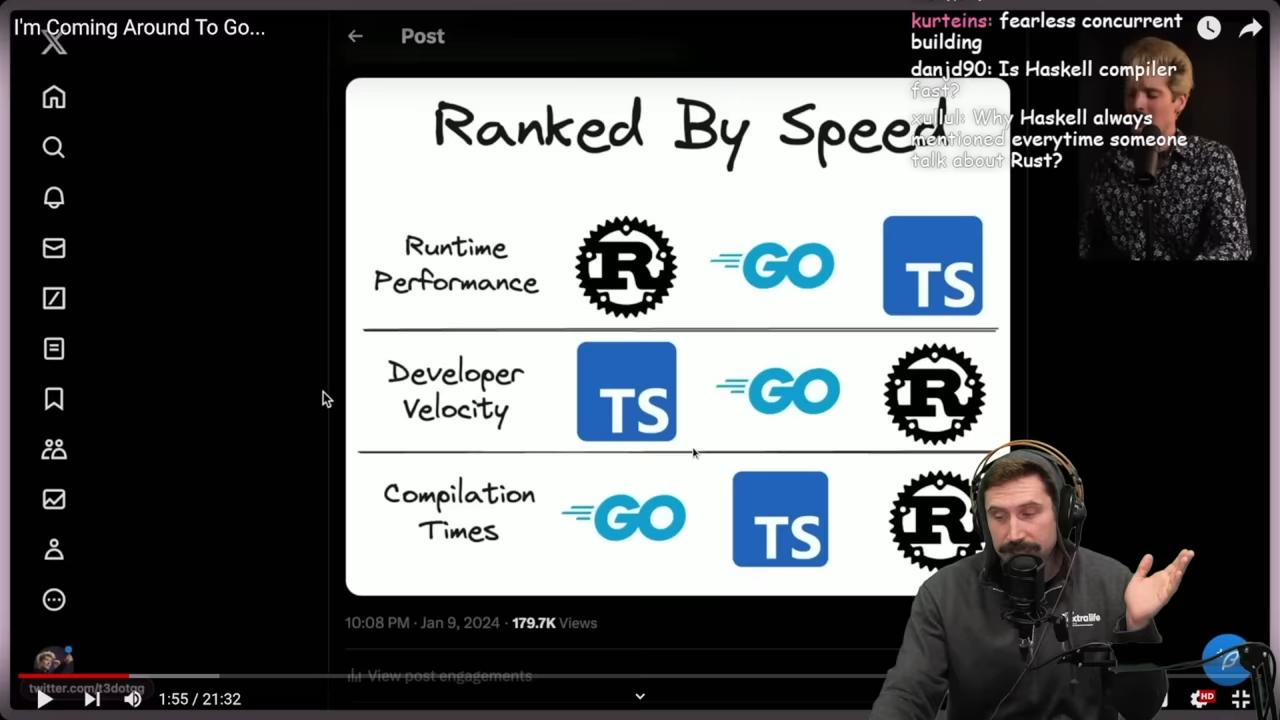 I'm Coming Around To Go...
Post
kurteins: fearless concurrent
building
danjd90: Is Haskell compiler
fast?
xullul: Why Haskell always
mentioned everytime someone
talk about Rust?
Ranked By Speed
Runtime
Performance
R
GO
TS
Developer
Velocity
TS
GO
R
Compilation
Times
GO
TS
R
10:08 PM · Jan 9, 2024 · 179.7K Views
View post engagements
twitter.com/t3dotgg
1:55 / 21:32
xtralife
HD